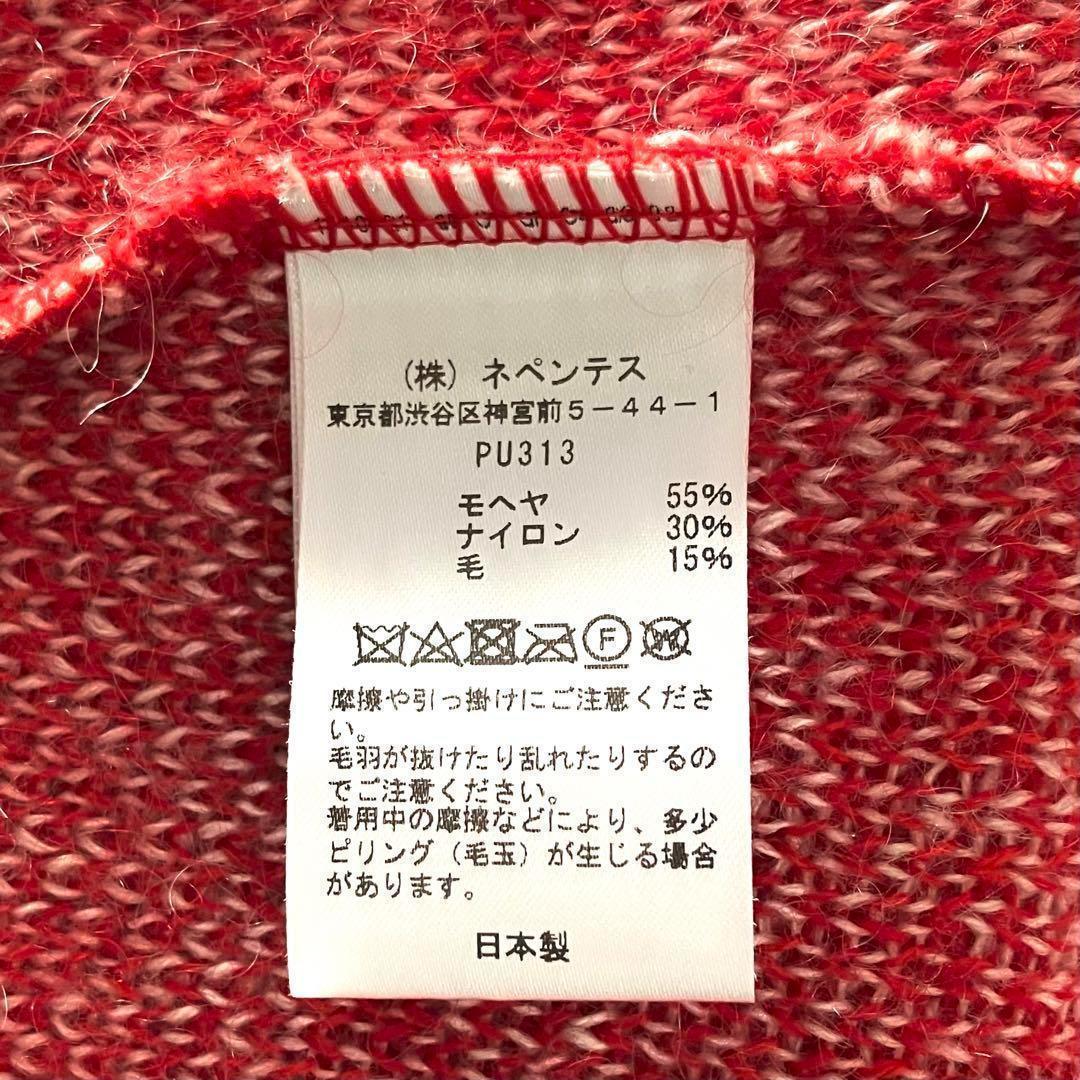 (株)ネペンテス
東京都渋谷区神宮前5-44-1
PU313
モヘヤ 55%
ナイロン 30%
毛 15%
F W
摩擦や引っ掛けにご注意くださ
い。
毛羽が抜けたり乱れたりするの
でご注意ください。
着用中の摩擦などにより、多少
ピリング(毛玉)が生じる場合
があります。
日本製